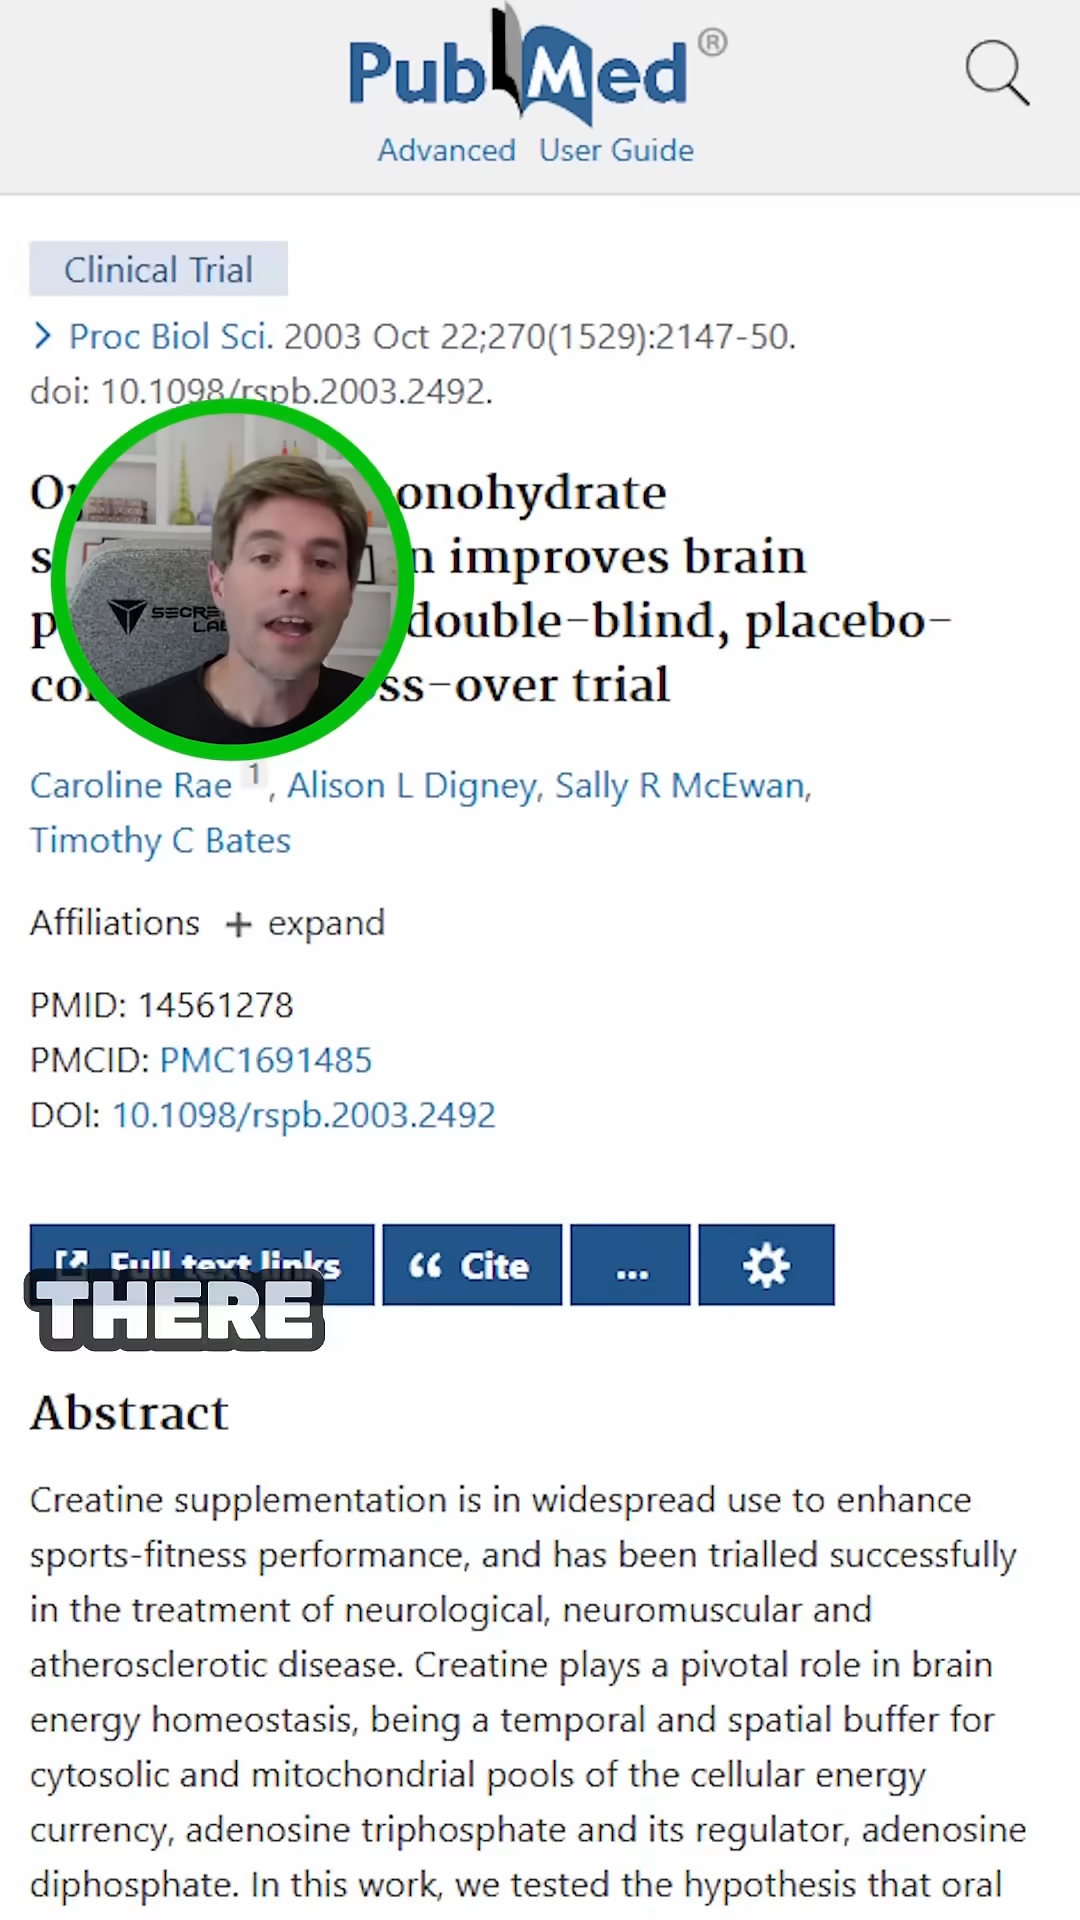 PubMed®
Advanced User Guide
Clinical Trial
Proc Biol Sci. 2003 Oct 22;270(1529):2147-50.
doi: 10.1098/rspb.2003.2492.
onohydrate
improves brain
double-blind, placebo-
ss-over trial
SECRE
LAB
Caroline Rae 1, Alison L Digney, Sally R McEwan,
Timothy C Bates
Affiliations + expand
PMID: 14561278
PMCID: PMC1691485
DOI: 10.1098/rspb.2003.2492
Full text links Cite ...
THERE
Abstract
Creatine supplementation is in widespread use to enhance
sports-fitness performance, and has been trialled successfully
in the treatment of neurological, neuromuscular and
atherosclerotic disease. Creatine plays a pivotal role in brain
energy homeostasis, being a temporal and spatial buffer for
cytosolic and mitochondrial pools of the cellular energy
currency, adenosine triphosphate and its regulator, adenosine
diphosphate. In this work, we tested the hypothesis that oral